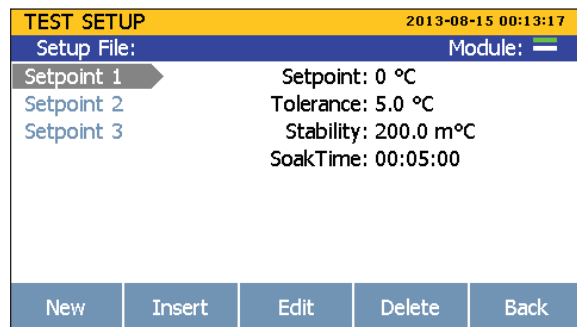 TEST SETUP 2013-08-15 00:13:17
Setup File: Module:
Setpoint 1 Setpoint: 0 °C
Setpoint 2 Tolerance: 5.0 °C
Setpoint 3 Stability: 200.0 m°C
SoakTime: 00:05:00
New Insert Edit Delete Back